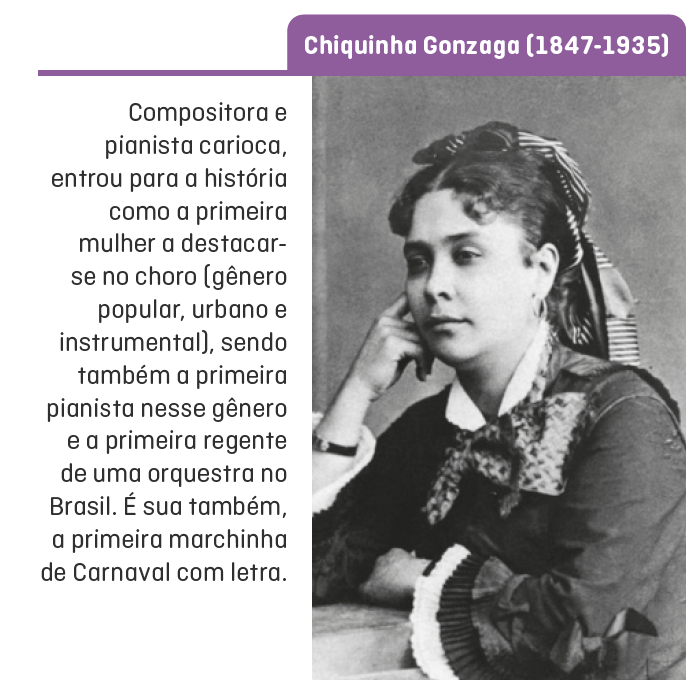 Chiquinha Gonzaga (1847-1935)
Compositora e
pianista carioca,
entrou para a história
como a primeira
mulher a destacar-
se no choro (gênero
popular, urbano e
instrumental), sendo
também a primeira
pianista nesse gênero
e a primeira regente
de uma orquestra no
Brasil. É sua também,
a primeira marchinha
de Carnaval com letra.